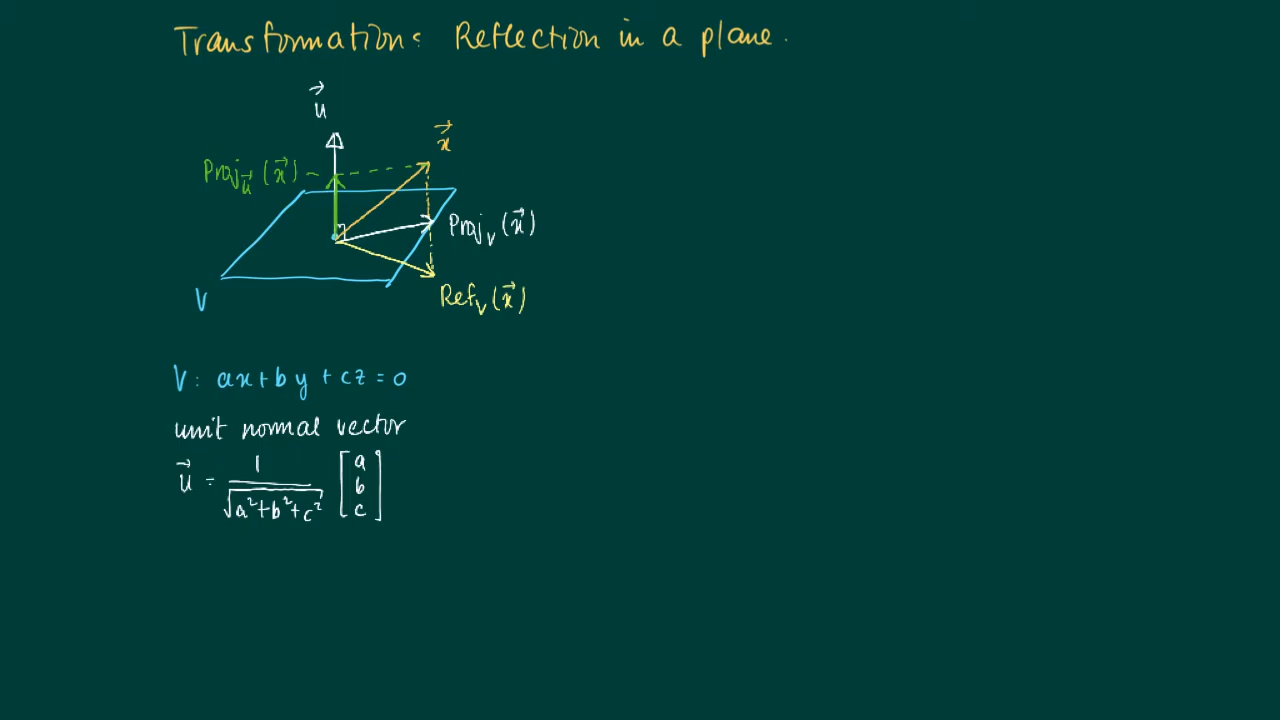 Transformation: Reflection in a plane.
u⃗
x⃗
Proj_u⃗ (x⃗)
Proj_V (x⃗)
V
Ref_V (x⃗)
V: ax+by+cz=0
unit normal vector
u⃗ = 1/√(a²+b²+c²) [a b c]